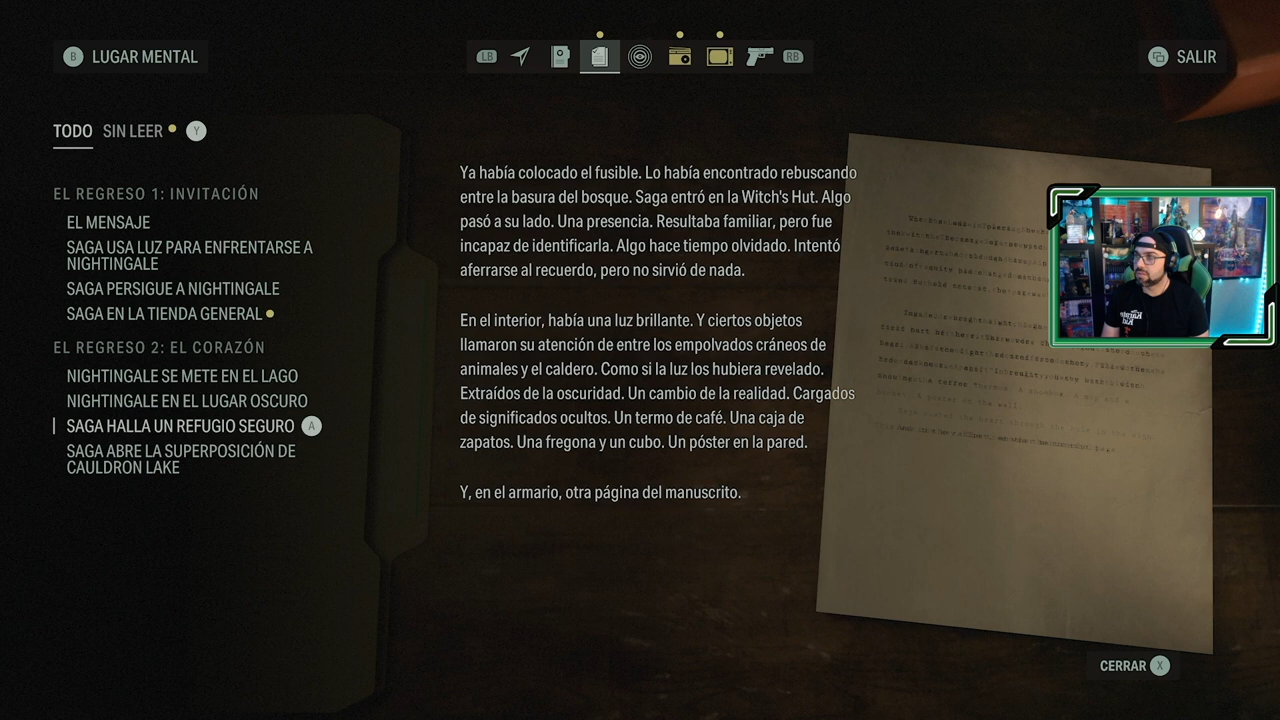 B LUGAR MENTAL
LB
RB
SALIR
TODO SIN LEER Y
EL REGRESO 1: INVITACIÓN
EL MENSAJE
SAGA USA LUZ PARA ENFRENTARSE A
NIGHTINGALE
SAGA PERSIGUE A NIGHTINGALE
SAGA EN LA TIENDA GENERAL
EL REGRESO 2: EL CORAZÓN
NIGHTINGALE SE METE EN EL LAGO
NIGHTINGALE EN EL LUGAR OSCURO
SAGA HALLA UN REFUGIO SEGURO A
SAGA ABRE LA SUPERPOSICIÓN DE
CAULDRON LAKE
Ya había colocado el fusible. Lo había encontrado rebuscando
entre la basura del bosque. Saga entró en la Witch's Hut. Algo
pasó a su lado. Una presencia. Resultaba familiar, pero fue
incapaz de identificarla. Algo hace tiempo olvidado. Intentó
aferrarse al recuerdo, pero no sirvió de nada.
En el interior, había una luz brillante. Y ciertos objetos
llamaron su atención de entre los empolvados cráneos de
animales y el caldero. Como si la luz los hubiera revelado.
Extraídos de la oscuridad. Un cambio de la realidad. Cargados
de significados ocultos. Un termo de café. Una caja de
zapatos. Una fregona y un cubo. Un póster en la pared.
Y, en el armario, otra página del manuscrito.
CERRAR X